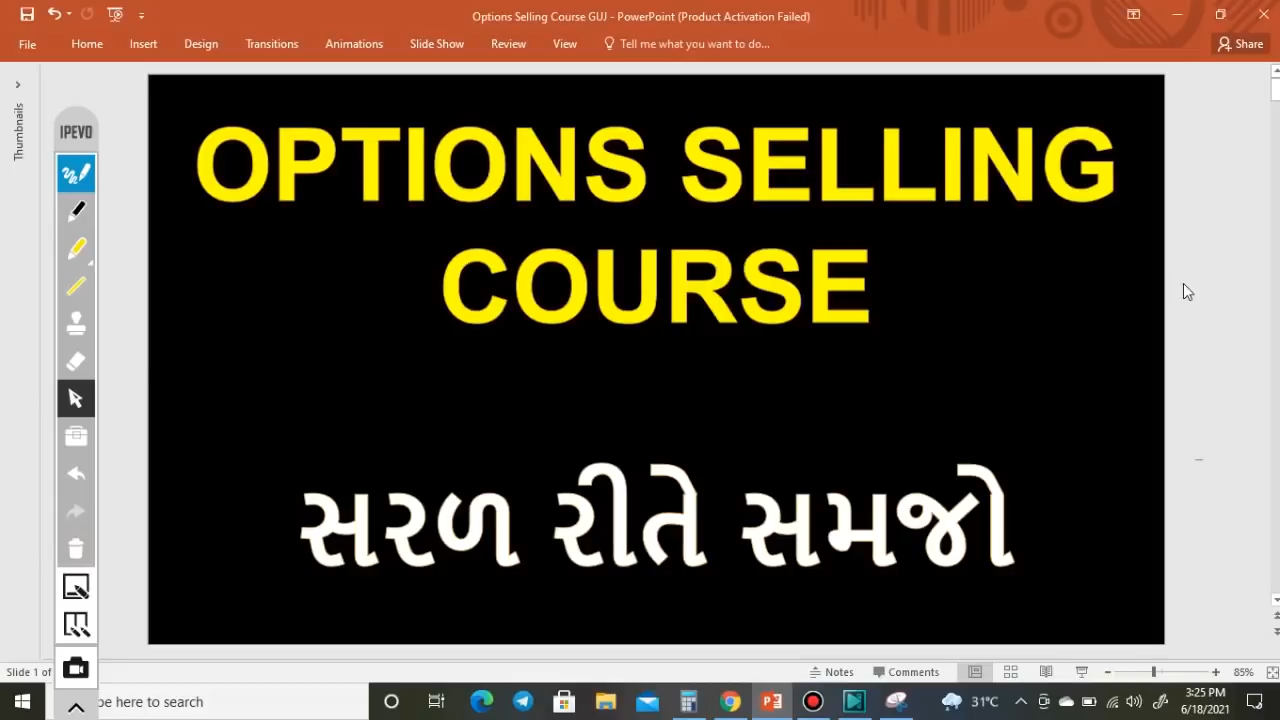 Options Selling Course GUJ - PowerPoint (Product Activation Failed)
File Home Insert Design Transitions Animations Slide Show Review View Tell me what you want to do... Share
Thumbnails
IPEVO
OPTIONS SELLING
COURSE
સરળ રીતે સમજો
Slide 1 of Notes Comments 85%
pe here to search
31°C
3:25 PM
6/18/2021